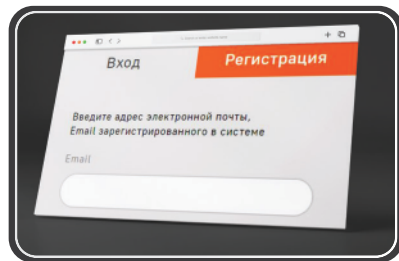 Вход
Регистрация
Введите адрес электронной почты,
Email зарегистрированного в системе
Email